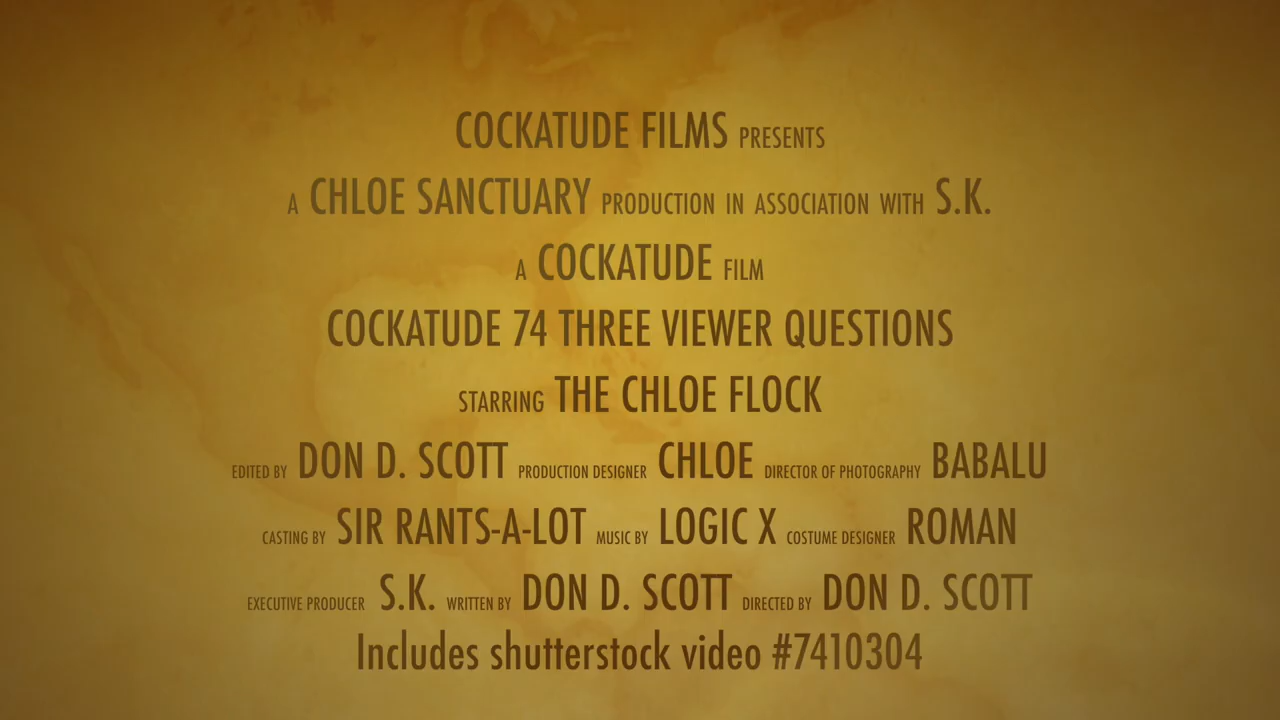 COCKATUDE FILMS PRESENTS
A CHLOE SANCTUARY PRODUCTION IN ASSOCIATION WITH S.K.
A COCKATUDE FILM
COCKATUDE 74 THREE VIEWER QUESTIONS
STARRING THE CHLOE FLOCK
EDITED BY DON D. SCOTT PRODUCTION DESIGNER CHLOE DIRECTOR OF PHOTOGRAPHY BABALU
CASTING BY SIR RANTS-A-LOT MUSIC BY LOGIC X COSTUME DESIGNER ROMAN
EXECUTIVE PRODUCER S.K. WRITTEN BY DON D. SCOTT DIRECTED BY DON D. SCOTT
Includes shutterstock video #7410304